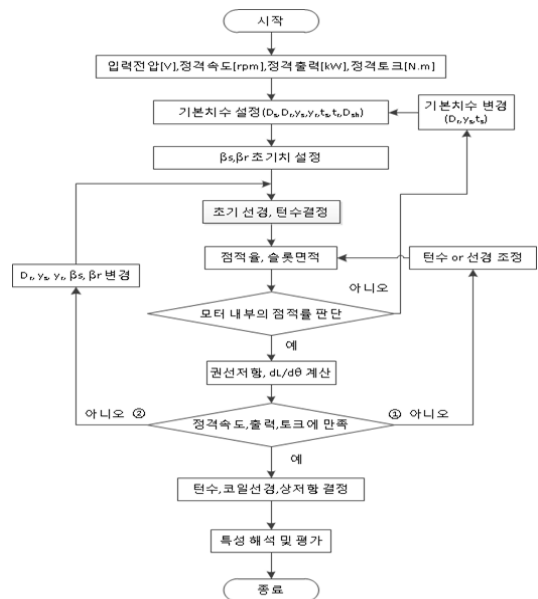 시작
입력전압[V],정격속도[rpm],정격출력[kW],정격토크[N.m]
기본치수 설정(Ds,Dr,ys,yr,ts,tr,Dsh)
기본치수 변경
(Dr,ys,ts)
βs,βr 초기치 설정
초기 선경, 턴수결정
점적율, 슬롯면적
턴수 or 선경 조정
Dr, ys, yr, βs, βr 변경
아니오
모터 내부의 점적률 판단
예
권선저항, dL/dθ 계산
아니오 ②
정격속도,출력,토크에 만족
① 아니오
예
턴수,코일선경,상저항 결정
특성 해석 및 평가
종료